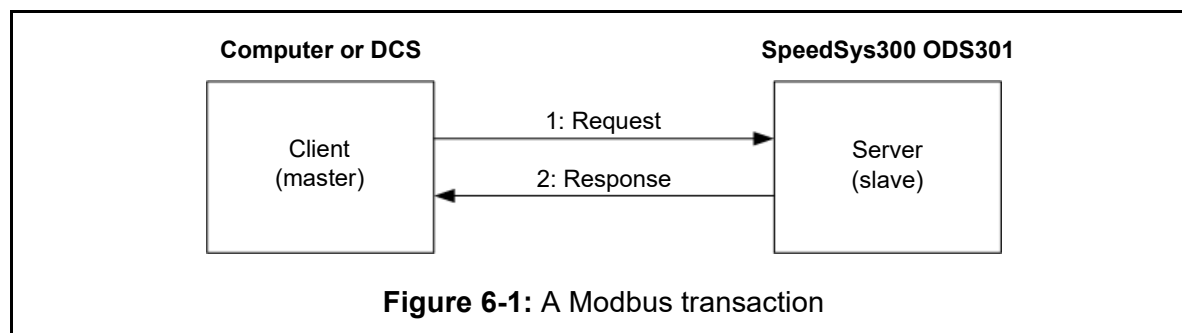 Computer or DCS
SpeedSys300 ODS301
1: Request
Client
(master)
Server
(slave)
2: Response
Figure 6-1: A Modbus transaction